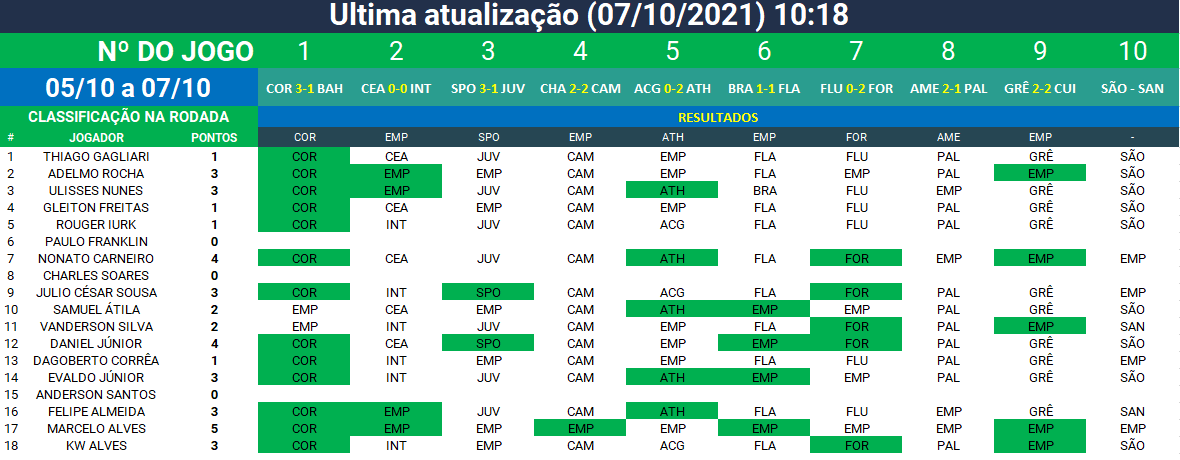 Ultima atualização (07/10/2021) 10:18
Nº DO JOGO 1 2 3 4 5 6 7 8 9 10
05/10 a 07/10 COR 3-1 BAH CEA 0-0 INT SPO 3-1 JUV CHA 2-2 CAM ACG 0-2 ATH BRA 1-1 FLA FLU 0-2 FOR AME 2-1 PAL GRÊ 2-2 CUI SÃO - SAN
CLASSIFICAÇÃO NA RODADA RESULTADOS
# JOGADOR PONTOS COR EMP SPO EMP ATH EMP FOR AME EMP -
1 THIAGO GAGLIARI 1 COR CEA JUV CAM EMP FLA FLU PAL GRÊ SÃO
2 ADELMO ROCHA 3 COR EMP EMP CAM EMP FLA EMP PAL EMP SÃO
3 ULISSES NUNES 3 COR EMP JUV CAM ATH BRA FLU EMP GRÊ SÃO
4 GLEITON FREITAS 1 COR CEA EMP CAM EMP FLA FLU PAL GRÊ SÃO
5 ROUGER IURK 1 COR INT JUV CAM ACG FLA FLU PAL GRÊ SÃO
6 PAULO FRANKLIN 0
7 NONATO CARNEIRO 4 COR CEA JUV CAM ATH FLA FOR EMP EMP EMP
8 CHARLES SOARES 0
9 JULIO CÉSAR SOUSA 3 COR INT SPO CAM ACG FLA FOR PAL GRÊ EMP
10 SAMUEL ÁTILA 2 EMP CEA EMP CAM ATH EMP EMP PAL GRÊ SÃO
11 VANDERSON SILVA 2 EMP INT JUV CAM EMP FLA FOR PAL EMP SAN
12 DANIEL JÚNIOR 4 COR CEA SPO CAM EMP EMP FOR PAL GRÊ SÃO
13 DAGOBERTO CORRÊA 1 COR INT EMP CAM EMP FLA FLU PAL GRÊ EMP
14 EVALDO JÚNIOR 3 COR INT JUV CAM ATH EMP EMP PAL GRÊ SÃO
15 ANDERSON SANTOS 0
16 FELIPE ALMEIDA 3 COR EMP JUV CAM ATH FLA FLU EMP GRÊ SAN
17 MARCELO ALVES 5 COR EMP EMP EMP EMP EMP EMP EMP EMP EMP
18 KW ALVES 3 COR INT EMP CAM ACG FLA FOR PAL EMP SÃO